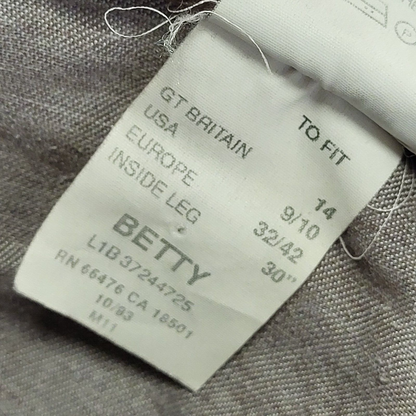 TO FIT
GT BRITAIN 14
USA 9/10
EUROPE 32/42
INSIDE LEG 30"
BETTY
L1B 37244725
RN 66476 CA 18501
10/93
M11
P